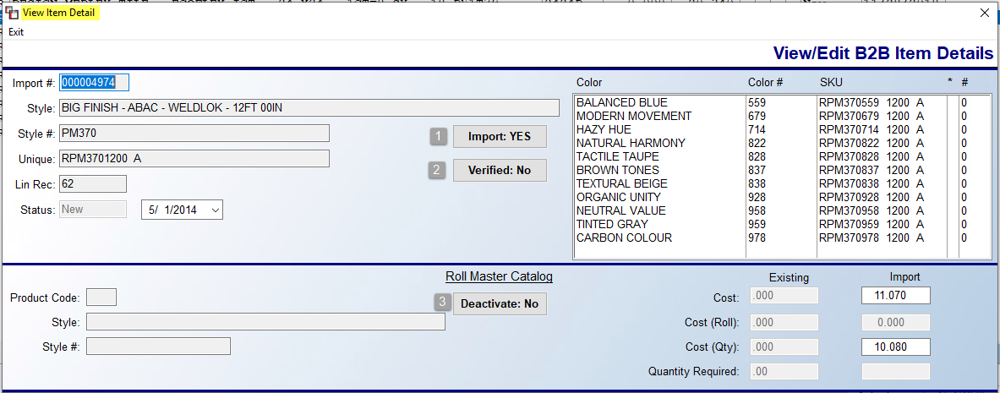 View Item Detail
Exit
View/Edit B2B Item Details
Import #: 000004974
Style: BIG FINISH - ABAC - WELDLOK - 12FT 00IN
Style #: PM370
Unique: RPM3701200 A
Lin Rec: 62
Status: New 5/ 1/2014
1 Import: YES
2 Verified: No
Color Color # SKU * #
BALANCED BLUE 559 RPM370559 1200 A 0
MODERN MOVEMENT 679 RPM370679 1200 A 0
HAZY HUE 714 RPM370714 1200 A 0
NATURAL HARMONY 822 RPM370822 1200 A 0
TACTILE TAUPE 828 RPM370828 1200 A 0
BROWN TONES 837 RPM370837 1200 A 0
TEXTURAL BEIGE 838 RPM370838 1200 A 0
ORGANIC UNITY 928 RPM370928 1200 A 0
NEUTRAL VALUE 958 RPM370958 1200 A 0
TINTED GRAY 959 RPM370959 1200 A 0
CARBON COLOUR 978 RPM370978 1200 A 0
Roll Master Catalog
Product Code:
3 Deactivate: No
Style:
Style #:
Existing Import
Cost: .000 11.070
Cost (Roll): .000 0.000
Cost (Qty): .000 10.080
Quantity Required: .00